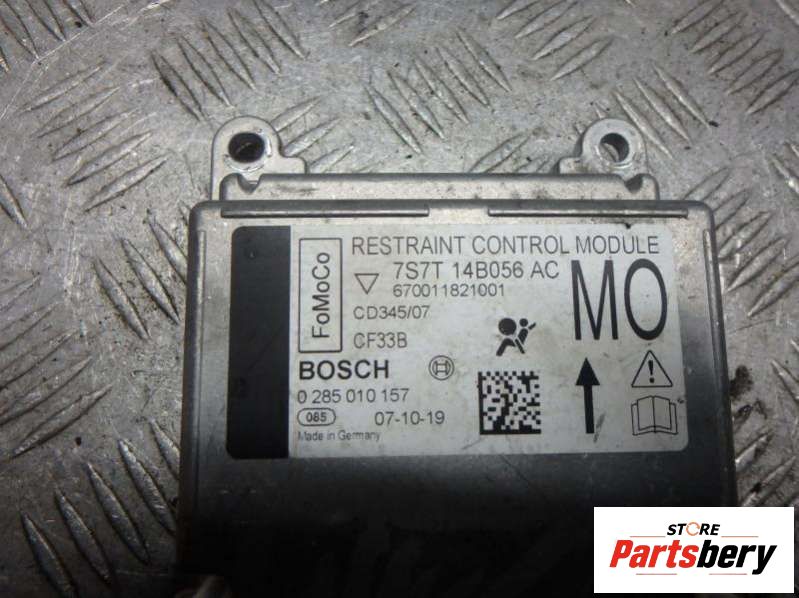 RESTRAINT CONTROL MODULE
FoMoCo
7S7T 14B056 AC
670011821001
CD345/07
CF33B
MO
BOSCH
0 285 010 157
085
07-10-19
Made in Germany
STORE
Partsbery